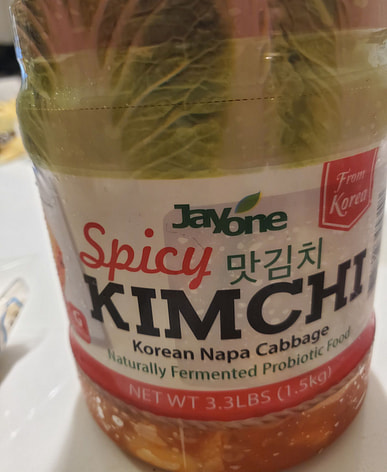 From
Korea
Jayone
Spicy
맛김치
KIMCHI
Korean Napa Cabbage
Naturally Fermented Probiotic Food
NET WT 3.3LBS (1.5kg)